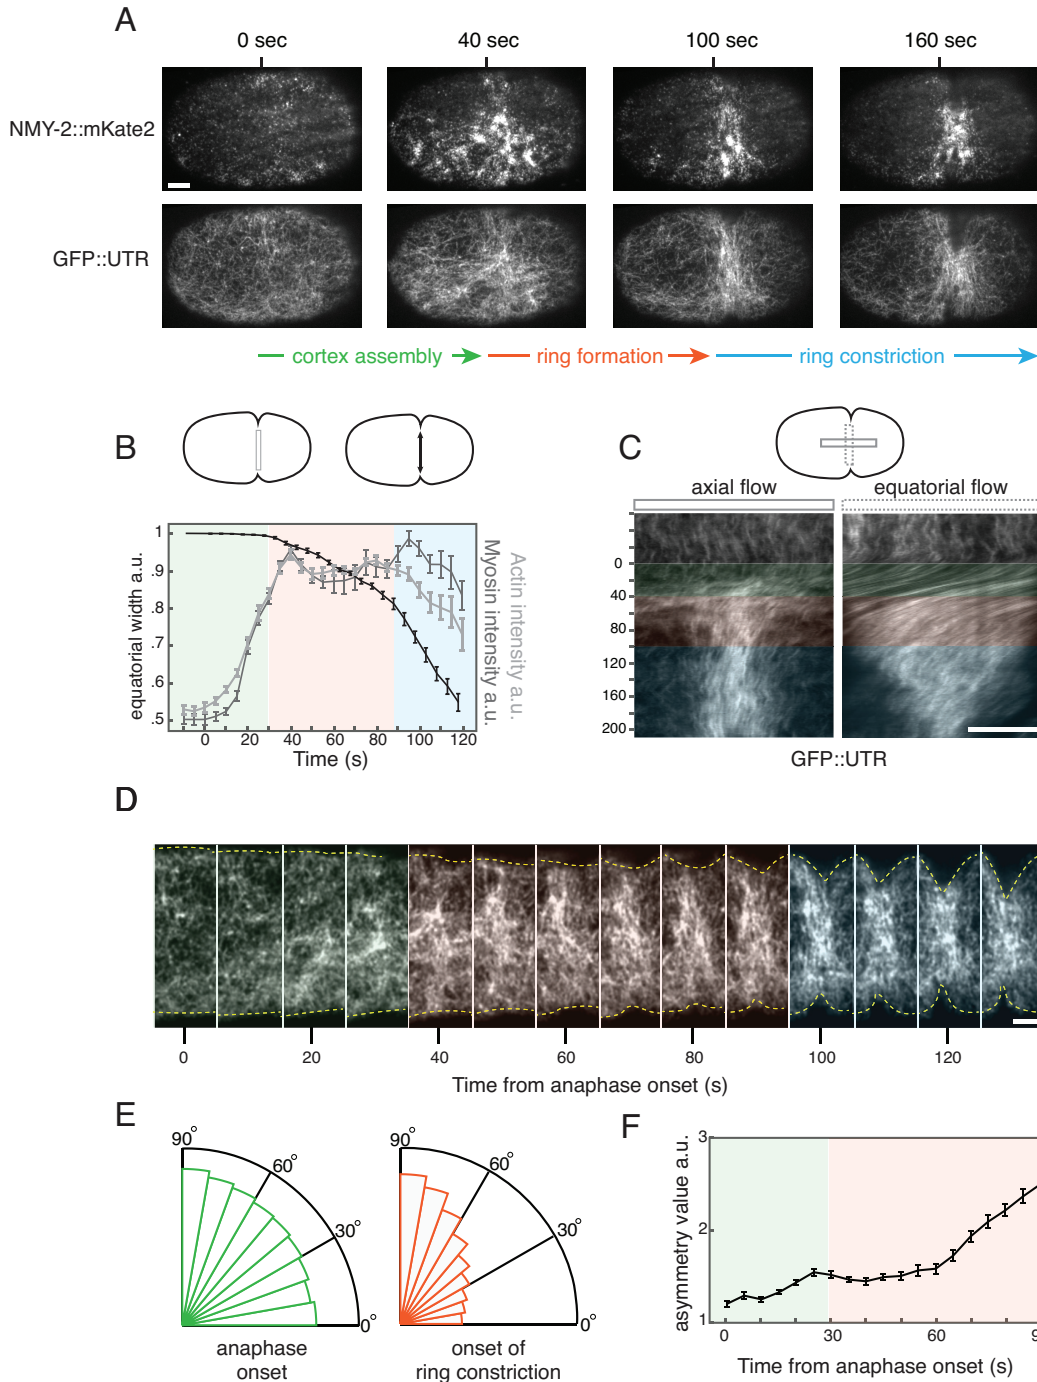 A
0 sec 40 sec 100 sec 160 sec
NMY-2::mKate2
GFP::UTR
cortex assembly ring formation ring constriction
B
equatorial width a.u.
1
.9
.8
.7
.6
.5
0 20 40 60 80 100 120
Time (s)
Myosin intensity a.u.
Actin intensity a.u.
C
axial flow equatorial flow
0
40
80
120
160
200
GFP::UTR
D
0 20 40 60 80 100 120
Time from anaphase onset (s)
E
90° 60° 30° 0°
anaphase
onset
90° 60° 30° 0°
onset of
ring constriction
F
asymmetry value a.u.
3
2
1
0 30 60 9
Time from anaphase onset (s)